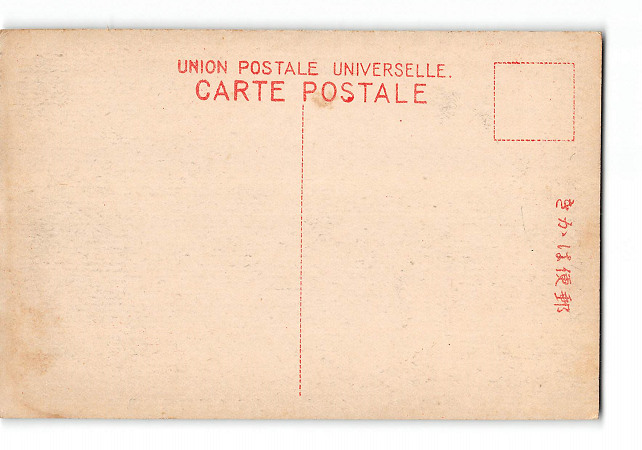 UNION POSTALE UNIVERSELLE.
CARTE POSTALE
きかは便郵